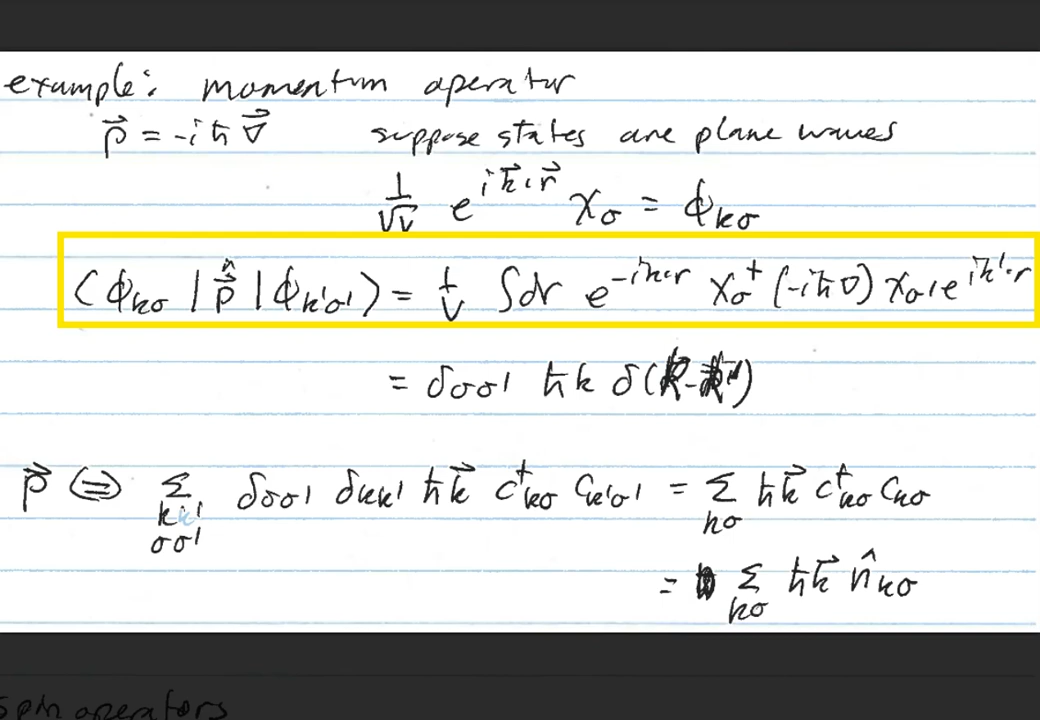 example: momentum operator
p⃗ = -iħ∇⃗ suppose states are plane waves
1/√V e^{ik⃗·r⃗} χ_σ = ϕ_{kσ}
⟨ϕ_{kσ}|p⃗̂|ϕ_{k'σ'}⟩ = 1/V ∫dr e^{-ik·r} χ_σ^† (-iħ∇) χ_{σ'} e^{ik'·r}
= δ_{σσ'} ħk δ(k-k')
p⃗ ⇔ Σ_{kk'σσ'} δ_{σσ'} δ_{kk'} ħk⃗ c^†_{kσ} c_{k'σ'} = Σ_{kσ} ħk⃗ c^†_{kσ} c_{kσ}
= Σ_{kσ} ħk⃗ n̂_{kσ}
spin operators